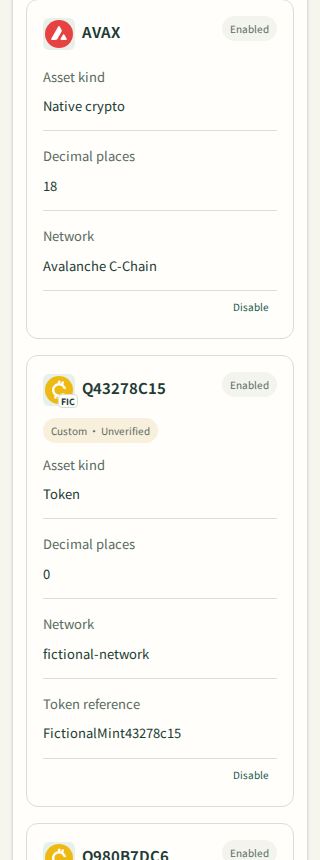 AVAX
Enabled
Asset kind
Native crypto
Decimal places
18
Network
Avalanche C-Chain
Disable
FIC
Q43278C15
Enabled
Custom • Unverified
Asset kind
Token
Decimal places
0
Network
fictional-network
Token reference
FictionalMint43278c15
Disable
Q980B7DC6
Enabled